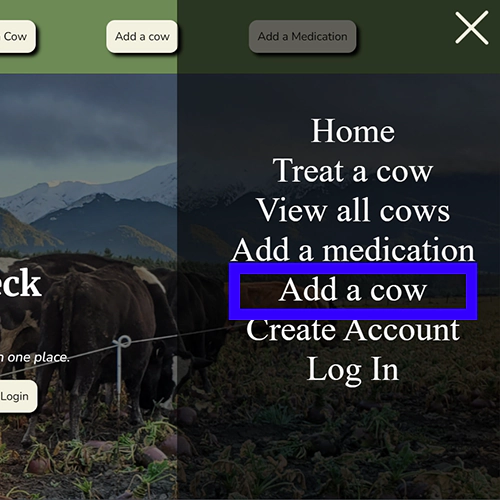 Cow
Add a cow
Add a Medication
Home
Treat a cow
View all cows
Add a medication
Add a cow
Create Account
Log In
eck
one place.
Login